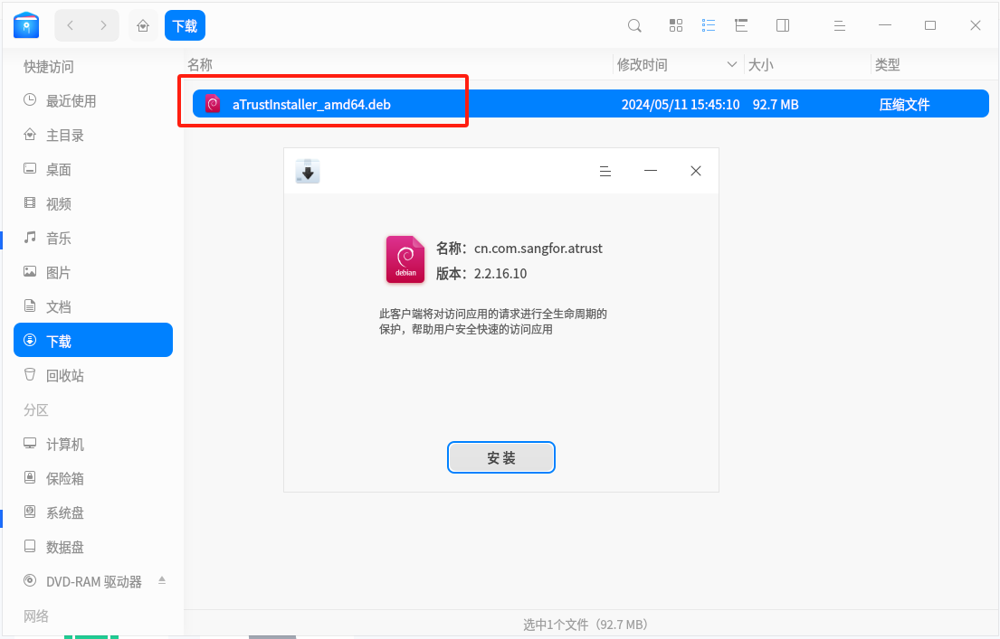 下载
快捷访问
最近使用
主目录
桌面
视频
音乐
图片
文档
下载
回收站
分区
计算机
保险箱
系统盘
数据盘
DVD-RAM 驱动器
网络
名称 修改时间 大小 类型
aTrustInstaller_amd64.deb 2024/05/11 15:45:10 92.7 MB 压缩文件
debian
名称：cn.com.sangfor.atrust
版本：2.2.16.10
此客户端将对访问应用的请求进行全生命周期的
保护，帮助用户安全快速的访问应用
安 装
选中1个文件（92.7 MB）